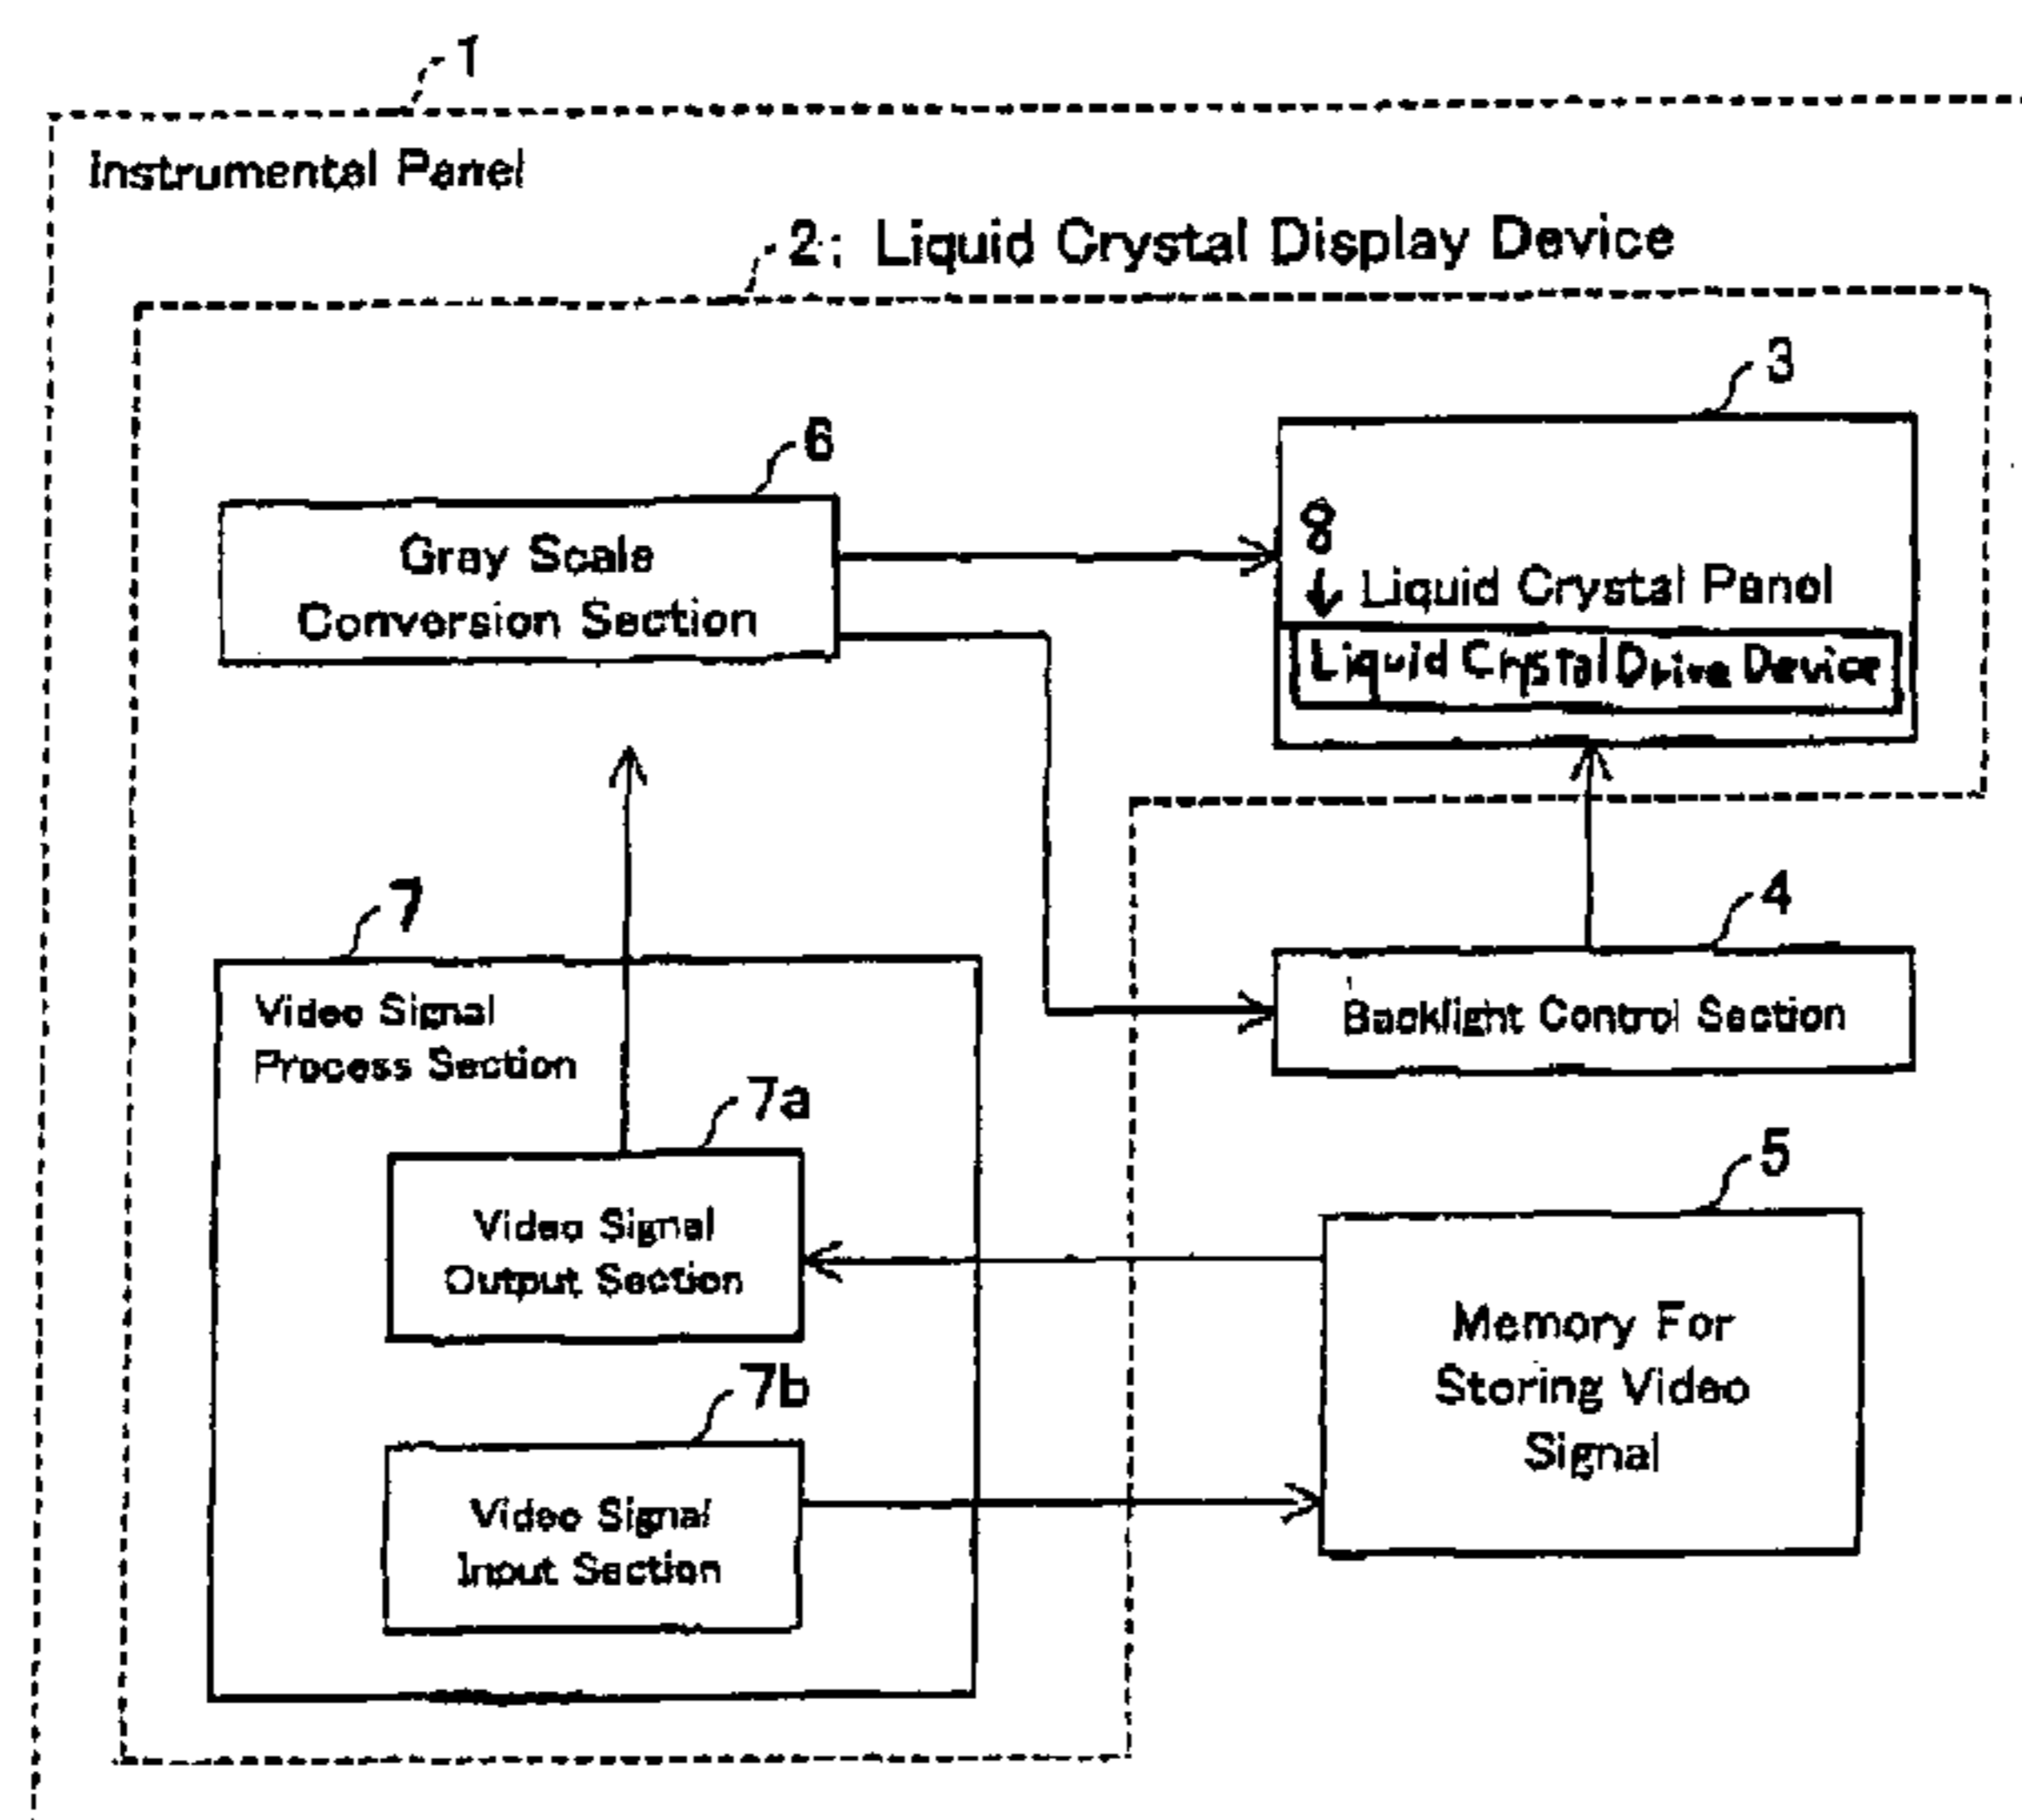 1
Instrumental Panel
2: Liquid Crystal Display Device
3
6
Gray Scale
Conversion Section
8
Liquid Crystal Panel
Liquid Crystal Drive Device
7
Video Signal
Process Section
4
Backlight Control Section
7a
Video Signal
Output Section
5
Memory For
Storing Video
Signal
7b
Video Signal
Input Section